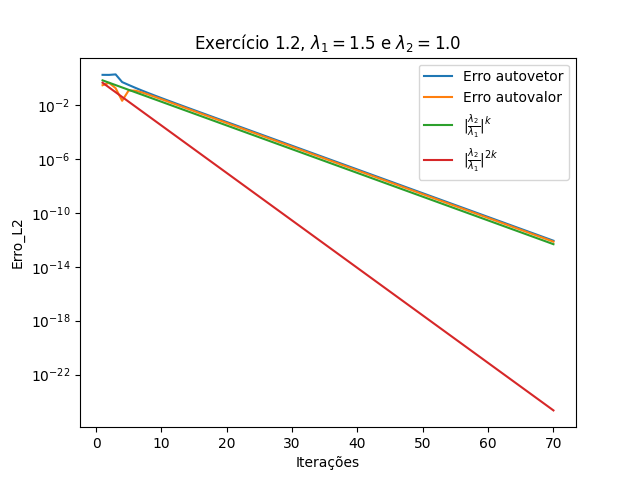 Exercício 1.2, λ₁ = 1.5 e λ₂ = 1.0
Erro autovetor
Erro autovalor
|λ₂/λ₁|ᵏ
|λ₂/λ₁|²ᵏ
10⁻²
10⁻⁶
10⁻¹⁰
10⁻¹⁴
10⁻¹⁸
10⁻²²
Erro_L2
0 10 20 30 40 50 60 70
Iterações